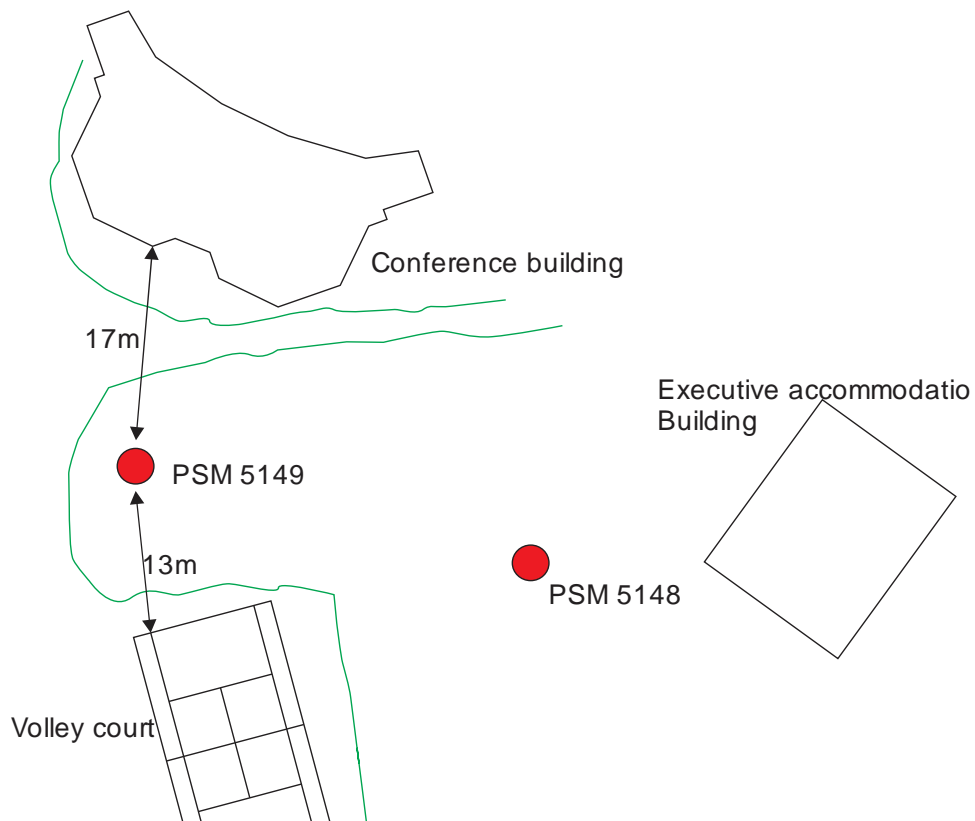 Conference building
17m
Executive accommodatio
Building
PSM 5149
13m
PSM 5148
Volley court